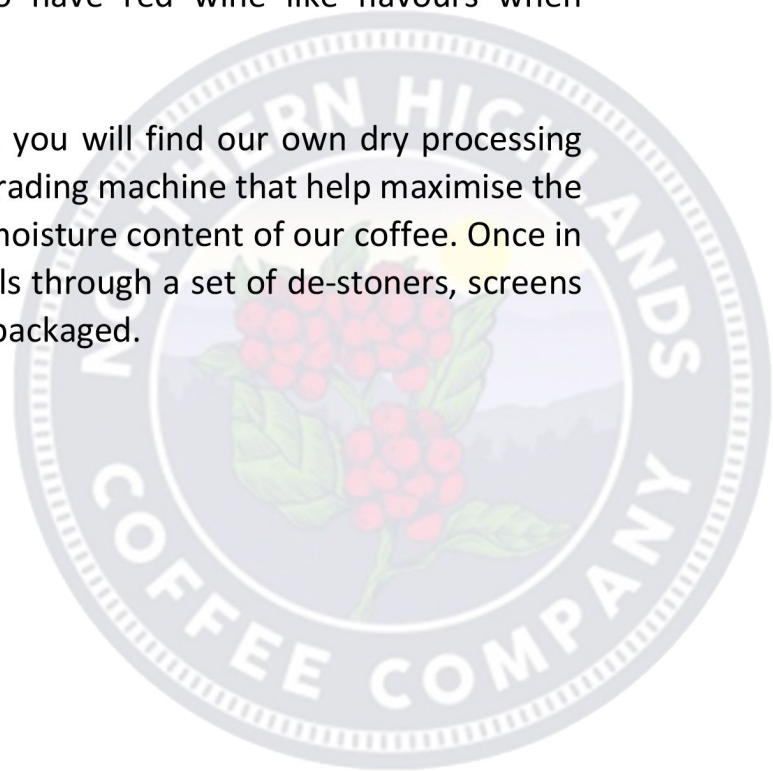 have red wine like flavours when
you will find our own dry processing
rading machine that help maximise the
moisture content of our coffee. Once in
ls through a set of de-stoners, screens
packaged.
NORTHERN HIGHLANDS
COFFEE COMPANY